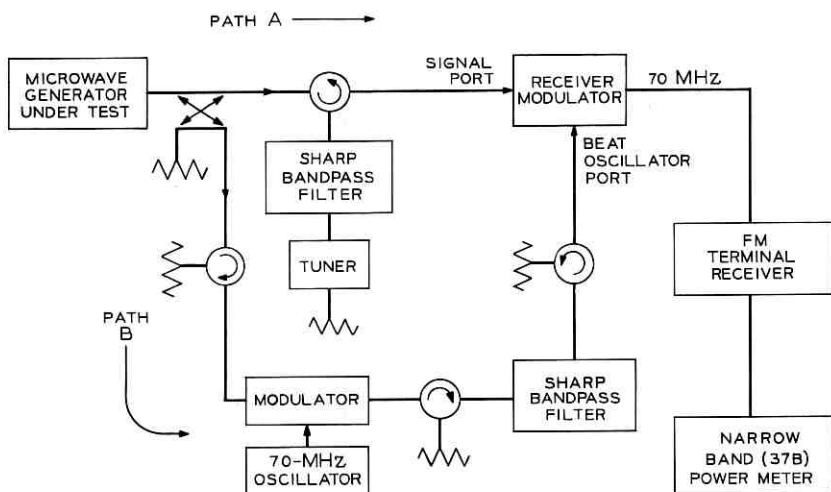 PATH A
MICROWAVE
GENERATOR
UNDER TEST
SIGNAL
PORT
RECEIVER
MODULATOR
70 MHz
SHARP
BANDPASS
FILTER
BEAT
OSCILLATOR
PORT
TUNER
FM
TERMINAL
RECEIVER
PATH
B
MODULATOR
SHARP
BANDPASS
FILTER
70-MHz
OSCILLATOR
NARROW
BAND (37B)
POWER METER